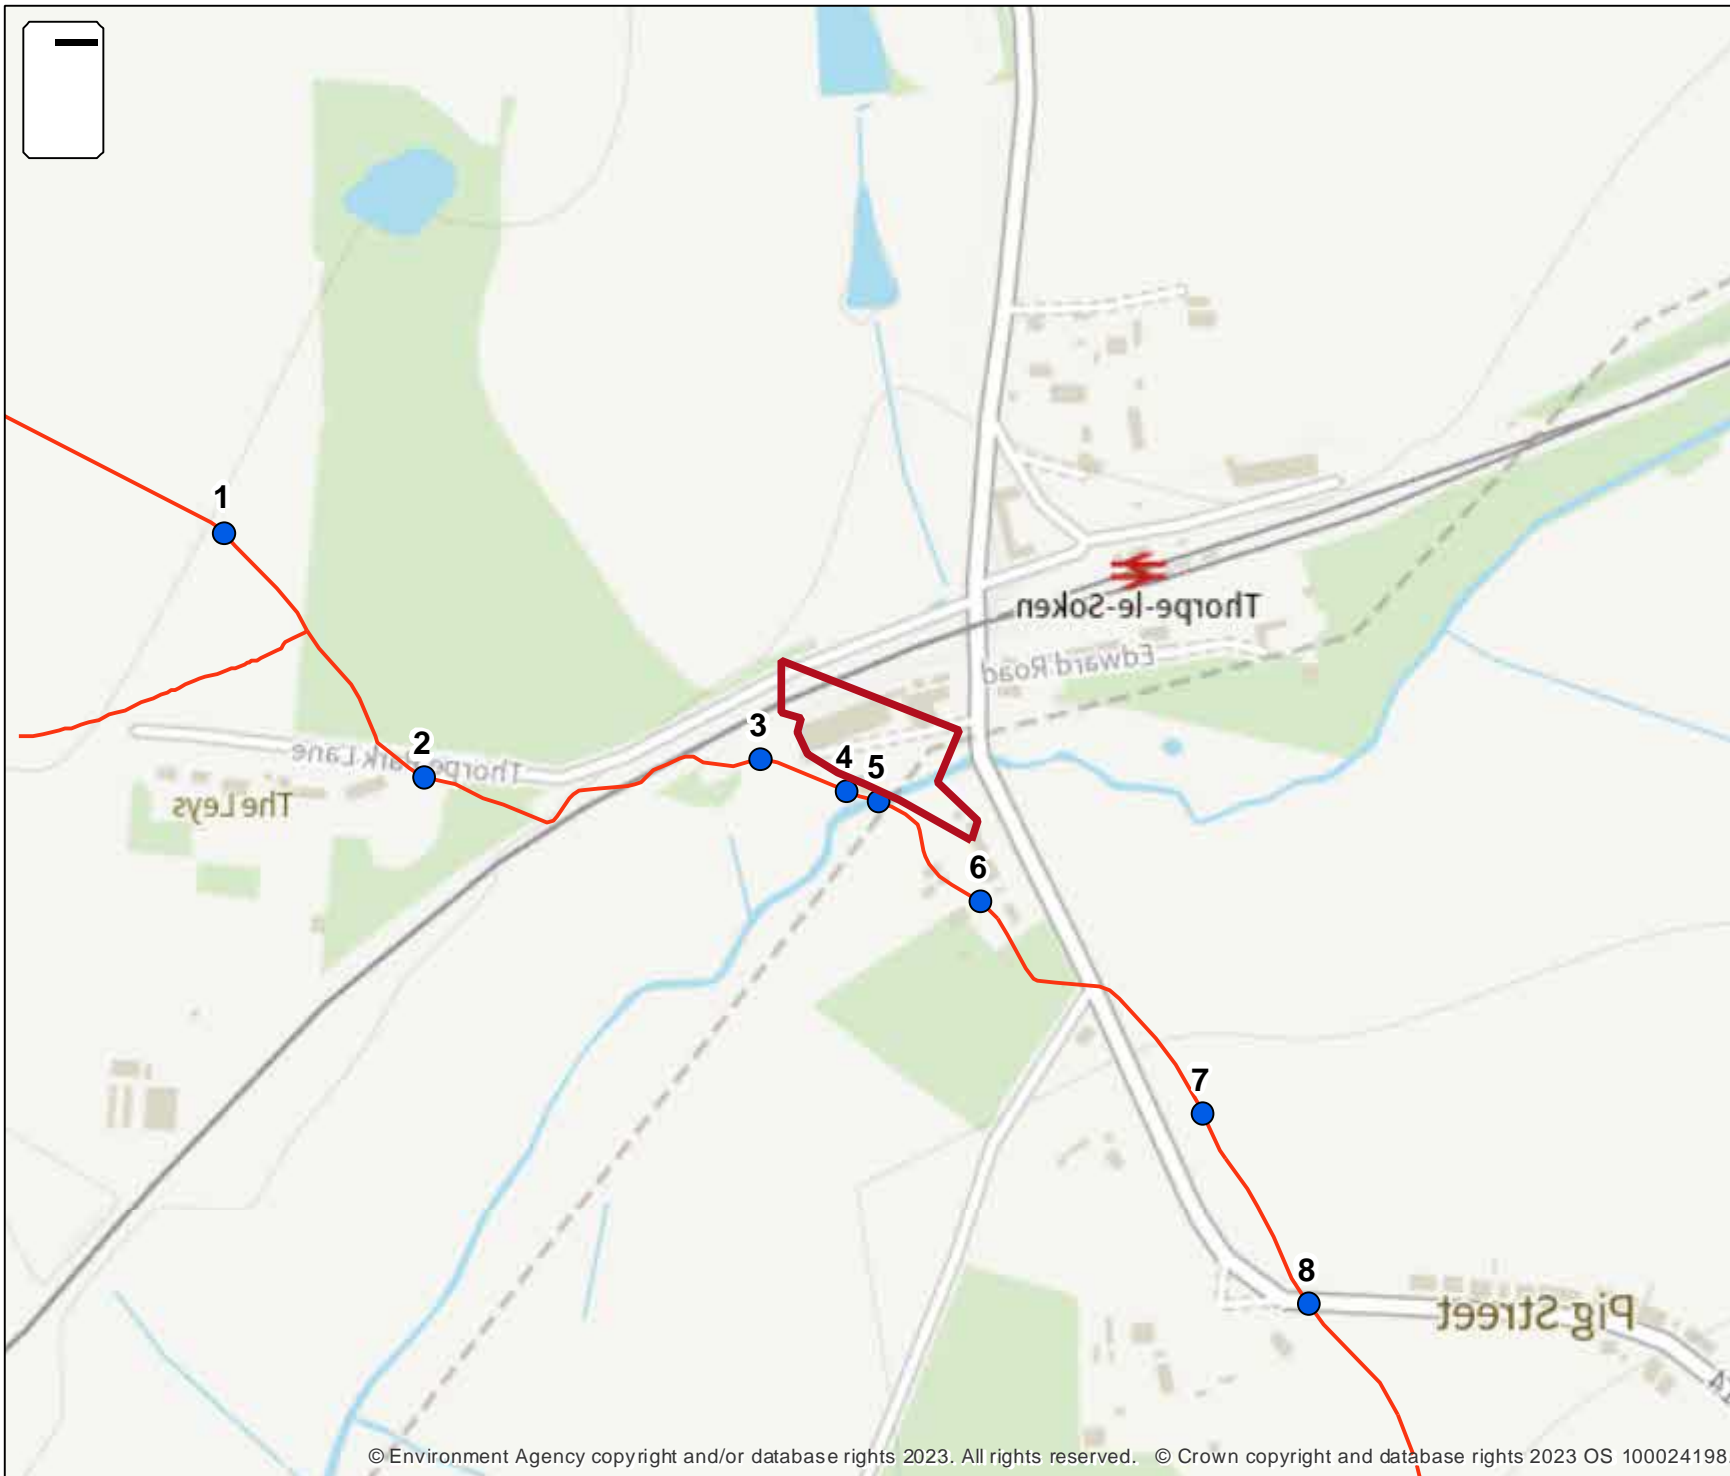 1
Thorpe-le-Soken
Edward Road
2
3
4
5
Thorpe Park Lane
The Leys
6
7
8
Pig Street
© Environment Agency copyright and/or database rights 2023. All rights reserved. © Crown copyright and database rights 2023 OS 100024198